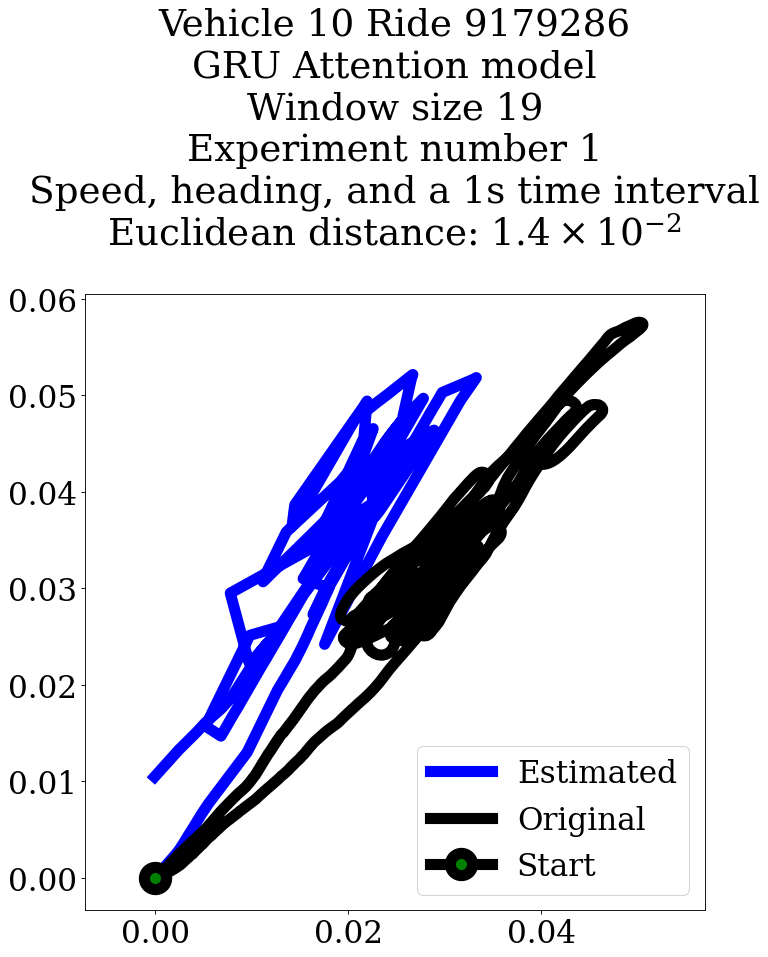 Vehicle 10 Ride 9179286
GRU Attention model
Window size 19
Experiment number 1
Speed, heading, and a 1s time interval
Euclidean distance: 1.4 × 10⁻²
0.06
0.05
0.04
0.03
0.02
0.01
0.00
0.00 0.02 0.04
Estimated
Original
Start